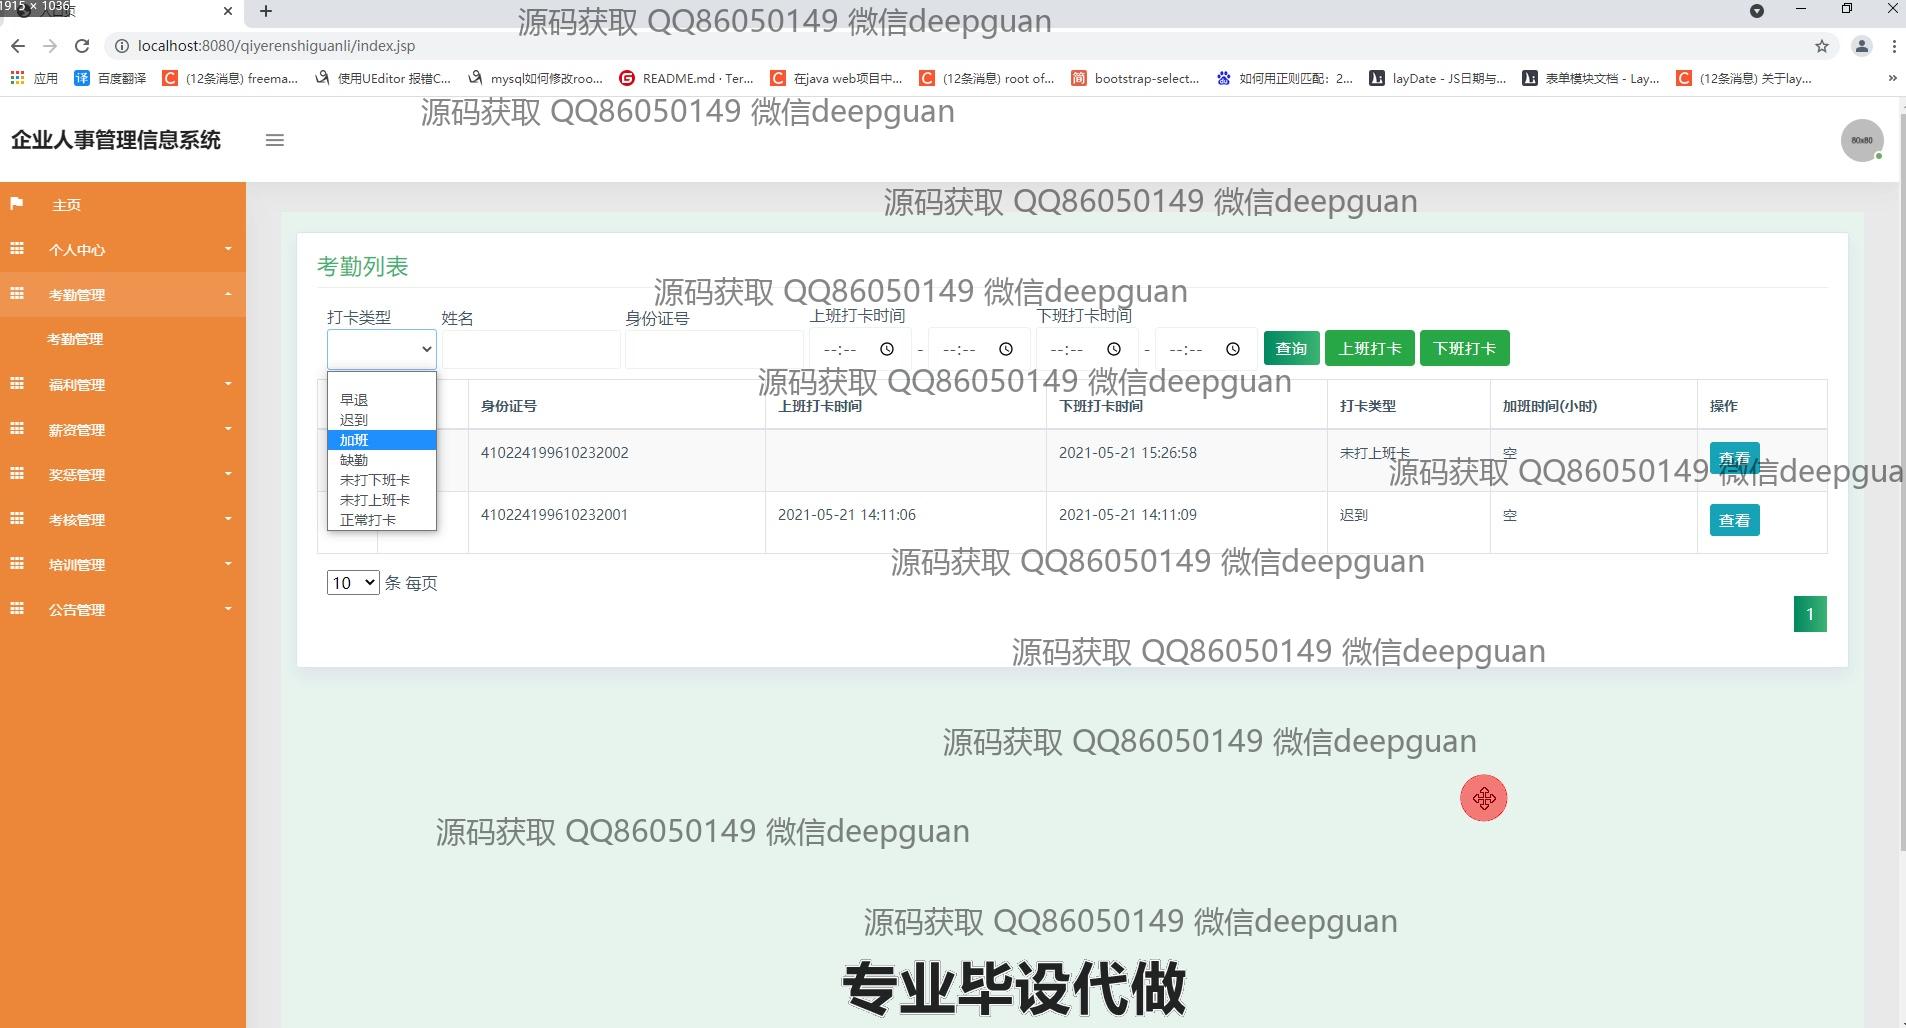 1915 × 1036
源码获取 QQ86050149 微信deepguan
localhost:8080/qiyerenshiguanli/index.jsp
应用 百度翻译 (12条消息) freema... 使用UEditor 报错C... mysql如何修改roo... README.md · Ter... 在java web项目中... (12条消息) root of... bootstrap-select... 如何用正则匹配：2... layDate - JS日期与... 表单模块文档 - Lay... (12条消息) 关于lay... »
源码获取 QQ86050149 微信deepguan
企业人事管理信息系统
80x80
源码获取 QQ86050149 微信deepguan
主页
个人中心
考勤管理
考勤管理
福利管理
薪资管理
奖惩管理
考核管理
培训管理
公告管理
考勤列表
源码获取 QQ86050149 微信deepguan
打卡类型 姓名 身份证号 上班打卡时间 下班打卡时间
--:-- - --:-- --:-- - --:-- 查询 上班打卡 下班打卡
源码获取 QQ86050149 微信deepguan
早退
迟到
加班
缺勤
未打下班卡
未打上班卡
正常打卡
身份证号 上班打卡时间 下班打卡时间 打卡类型 加班时间(小时) 操作
410224199610232002 2021-05-21 15:26:58 未打上班卡 空 查看
源码获取 QQ86050149 微信deepgua
410224199610232001 2021-05-21 14:11:06 2021-05-21 14:11:09 迟到 空 查看
源码获取 QQ86050149 微信deepguan
10 条 每页
1
源码获取 QQ86050149 微信deepguan
源码获取 QQ86050149 微信deepguan
源码获取 QQ86050149 微信deepguan
源码获取 QQ86050149 微信deepguan
专业毕设代做